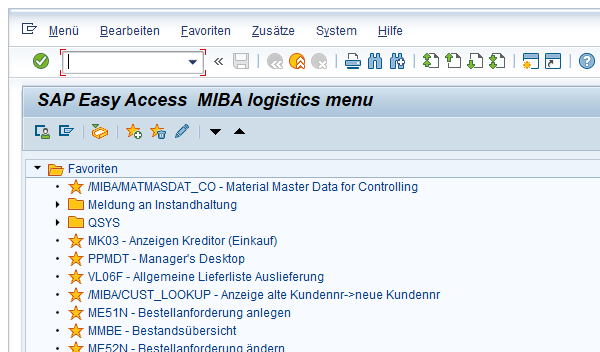 Menü Bearbeiten Favoriten Zusätze System Hilfe
SAP Easy Access MIBA logistics menu
Favoriten
/MIBA/MATMASDAT_CO - Material Master Data for Controlling
Meldung an Instandhaltung
QSYS
MK03 - Anzeigen Kreditor (Einkauf)
PPMDT - Manager's Desktop
VL06F - Allgemeine Lieferliste Auslieferung
/MIBA/CUST_LOOKUP - Anzeige alte Kundennr->neue Kundennr
ME51N - Bestellanforderung anlegen
MMBE - Bestandsübersicht
ME52N - Bestellanforderung ändern